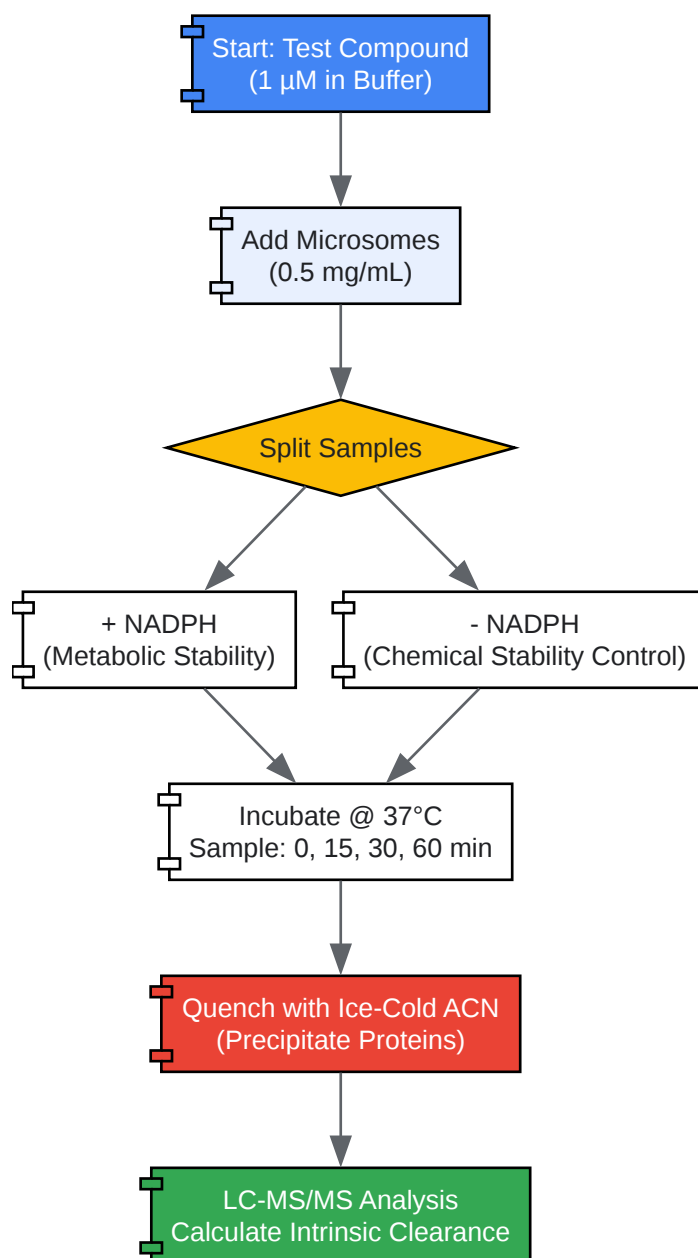 Start: Test Compound
(1 µM in Buffer)
Add Microsomes
(0.5 mg/mL)
Split Samples
+ NADPH
(Metabolic Stability)
- NADPH
(Chemical Stability Control)
Incubate @ 37°C
Sample: 0, 15, 30, 60 min
Quench with Ice-Cold ACN
(Precipitate Proteins)
LC-MS/MS Analysis
Calculate Intrinsic Clearance